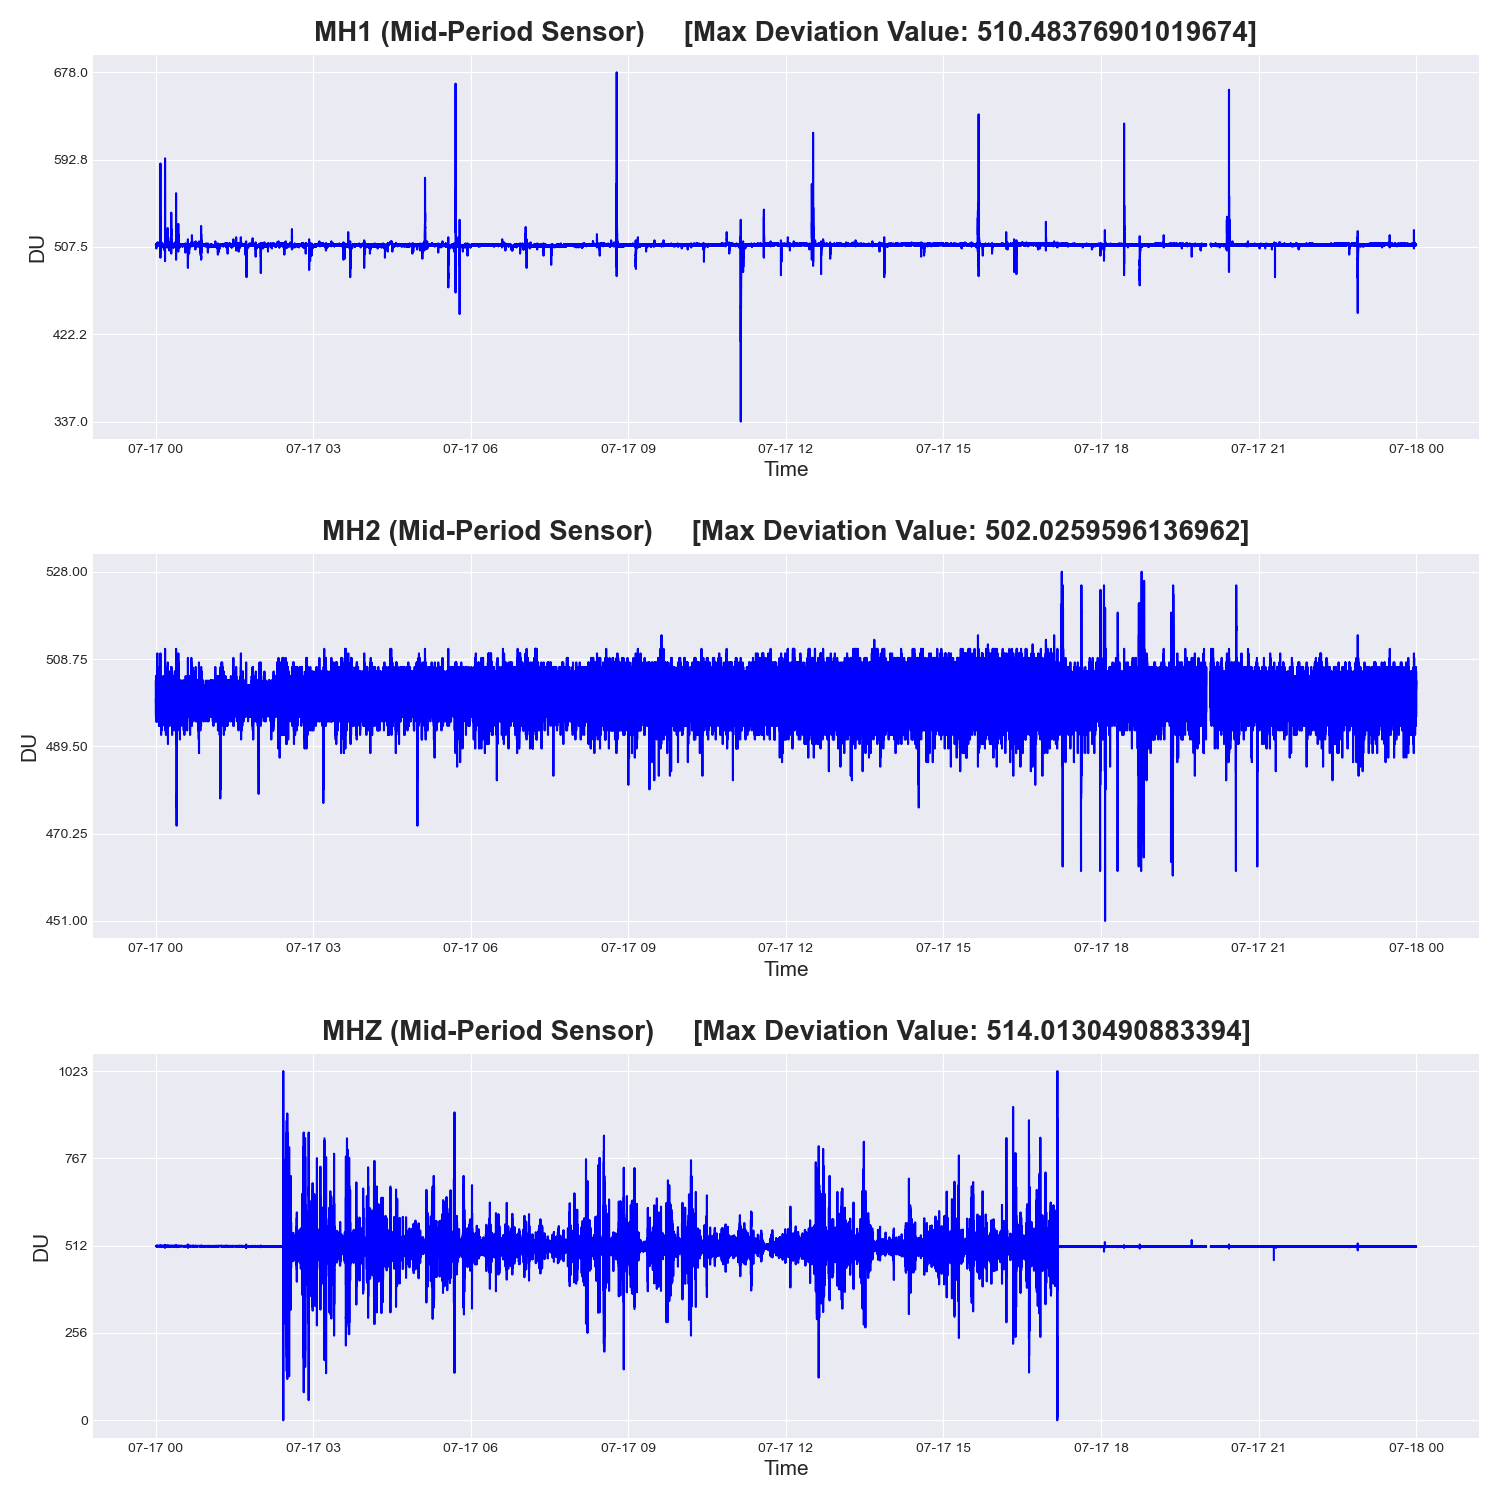 MH1 (Mid-Period Sensor)     [Max Deviation Value: 510.48376901019674]
678.0
592.8
507.5
422.2
337.0
DU
07-17 00 07-17 03 07-17 06 07-17 09 07-17 12 07-17 15 07-17 18 07-17 21 07-18 00
Time
MH2 (Mid-Period Sensor)     [Max Deviation Value: 502.0259596136962]
528.00
508.75
489.50
470.25
451.00
DU
07-17 00 07-17 03 07-17 06 07-17 09 07-17 12 07-17 15 07-17 18 07-17 21 07-18 00
Time
MHZ (Mid-Period Sensor)     [Max Deviation Value: 514.0130490883394]
1023
767
512
256
0
DU
07-17 00 07-17 03 07-17 06 07-17 09 07-17 12 07-17 15 07-17 18 07-17 21 07-18 00
Time